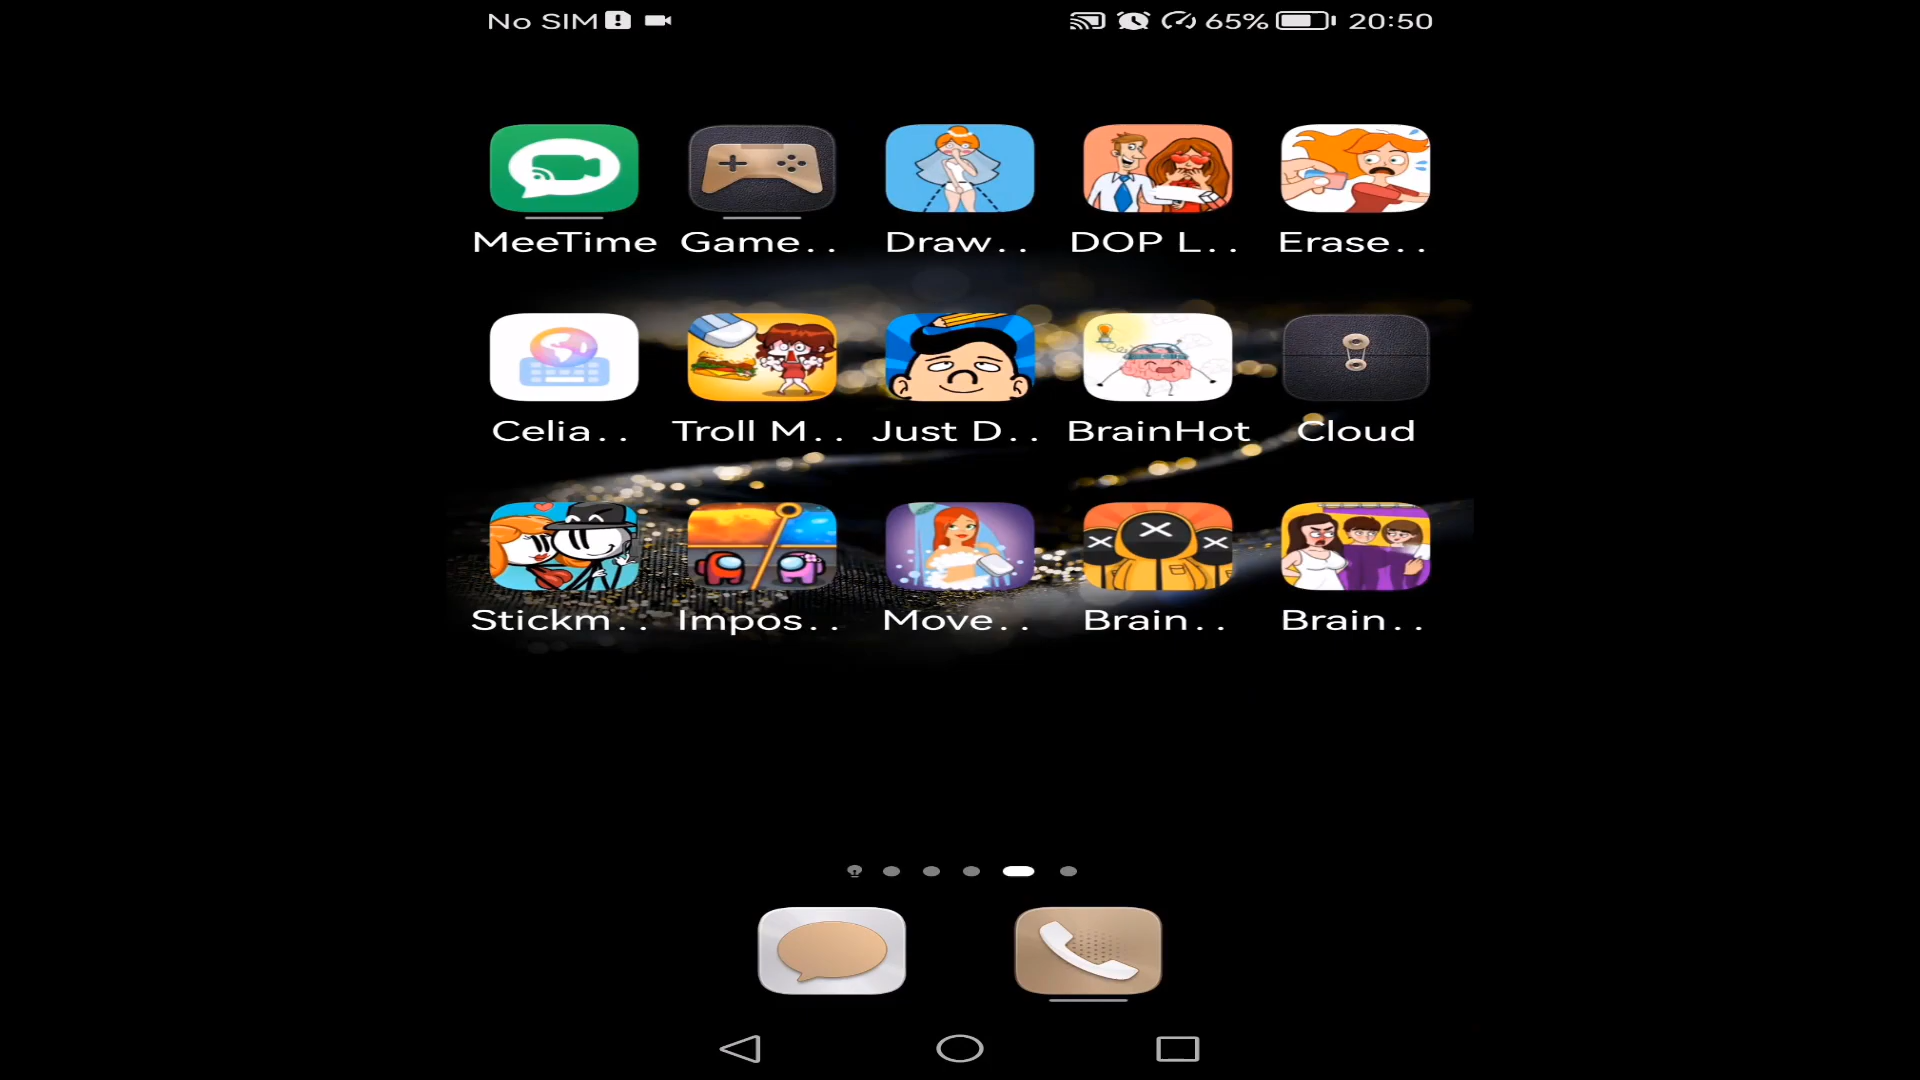 No SIM 65% 20:50
MeeTime Game.. Draw.. DOP L.. Erase..
Celia.. Troll M.. Just D.. BrainHot Cloud
Stickm.. Impos.. Move.. Brain.. Brain..